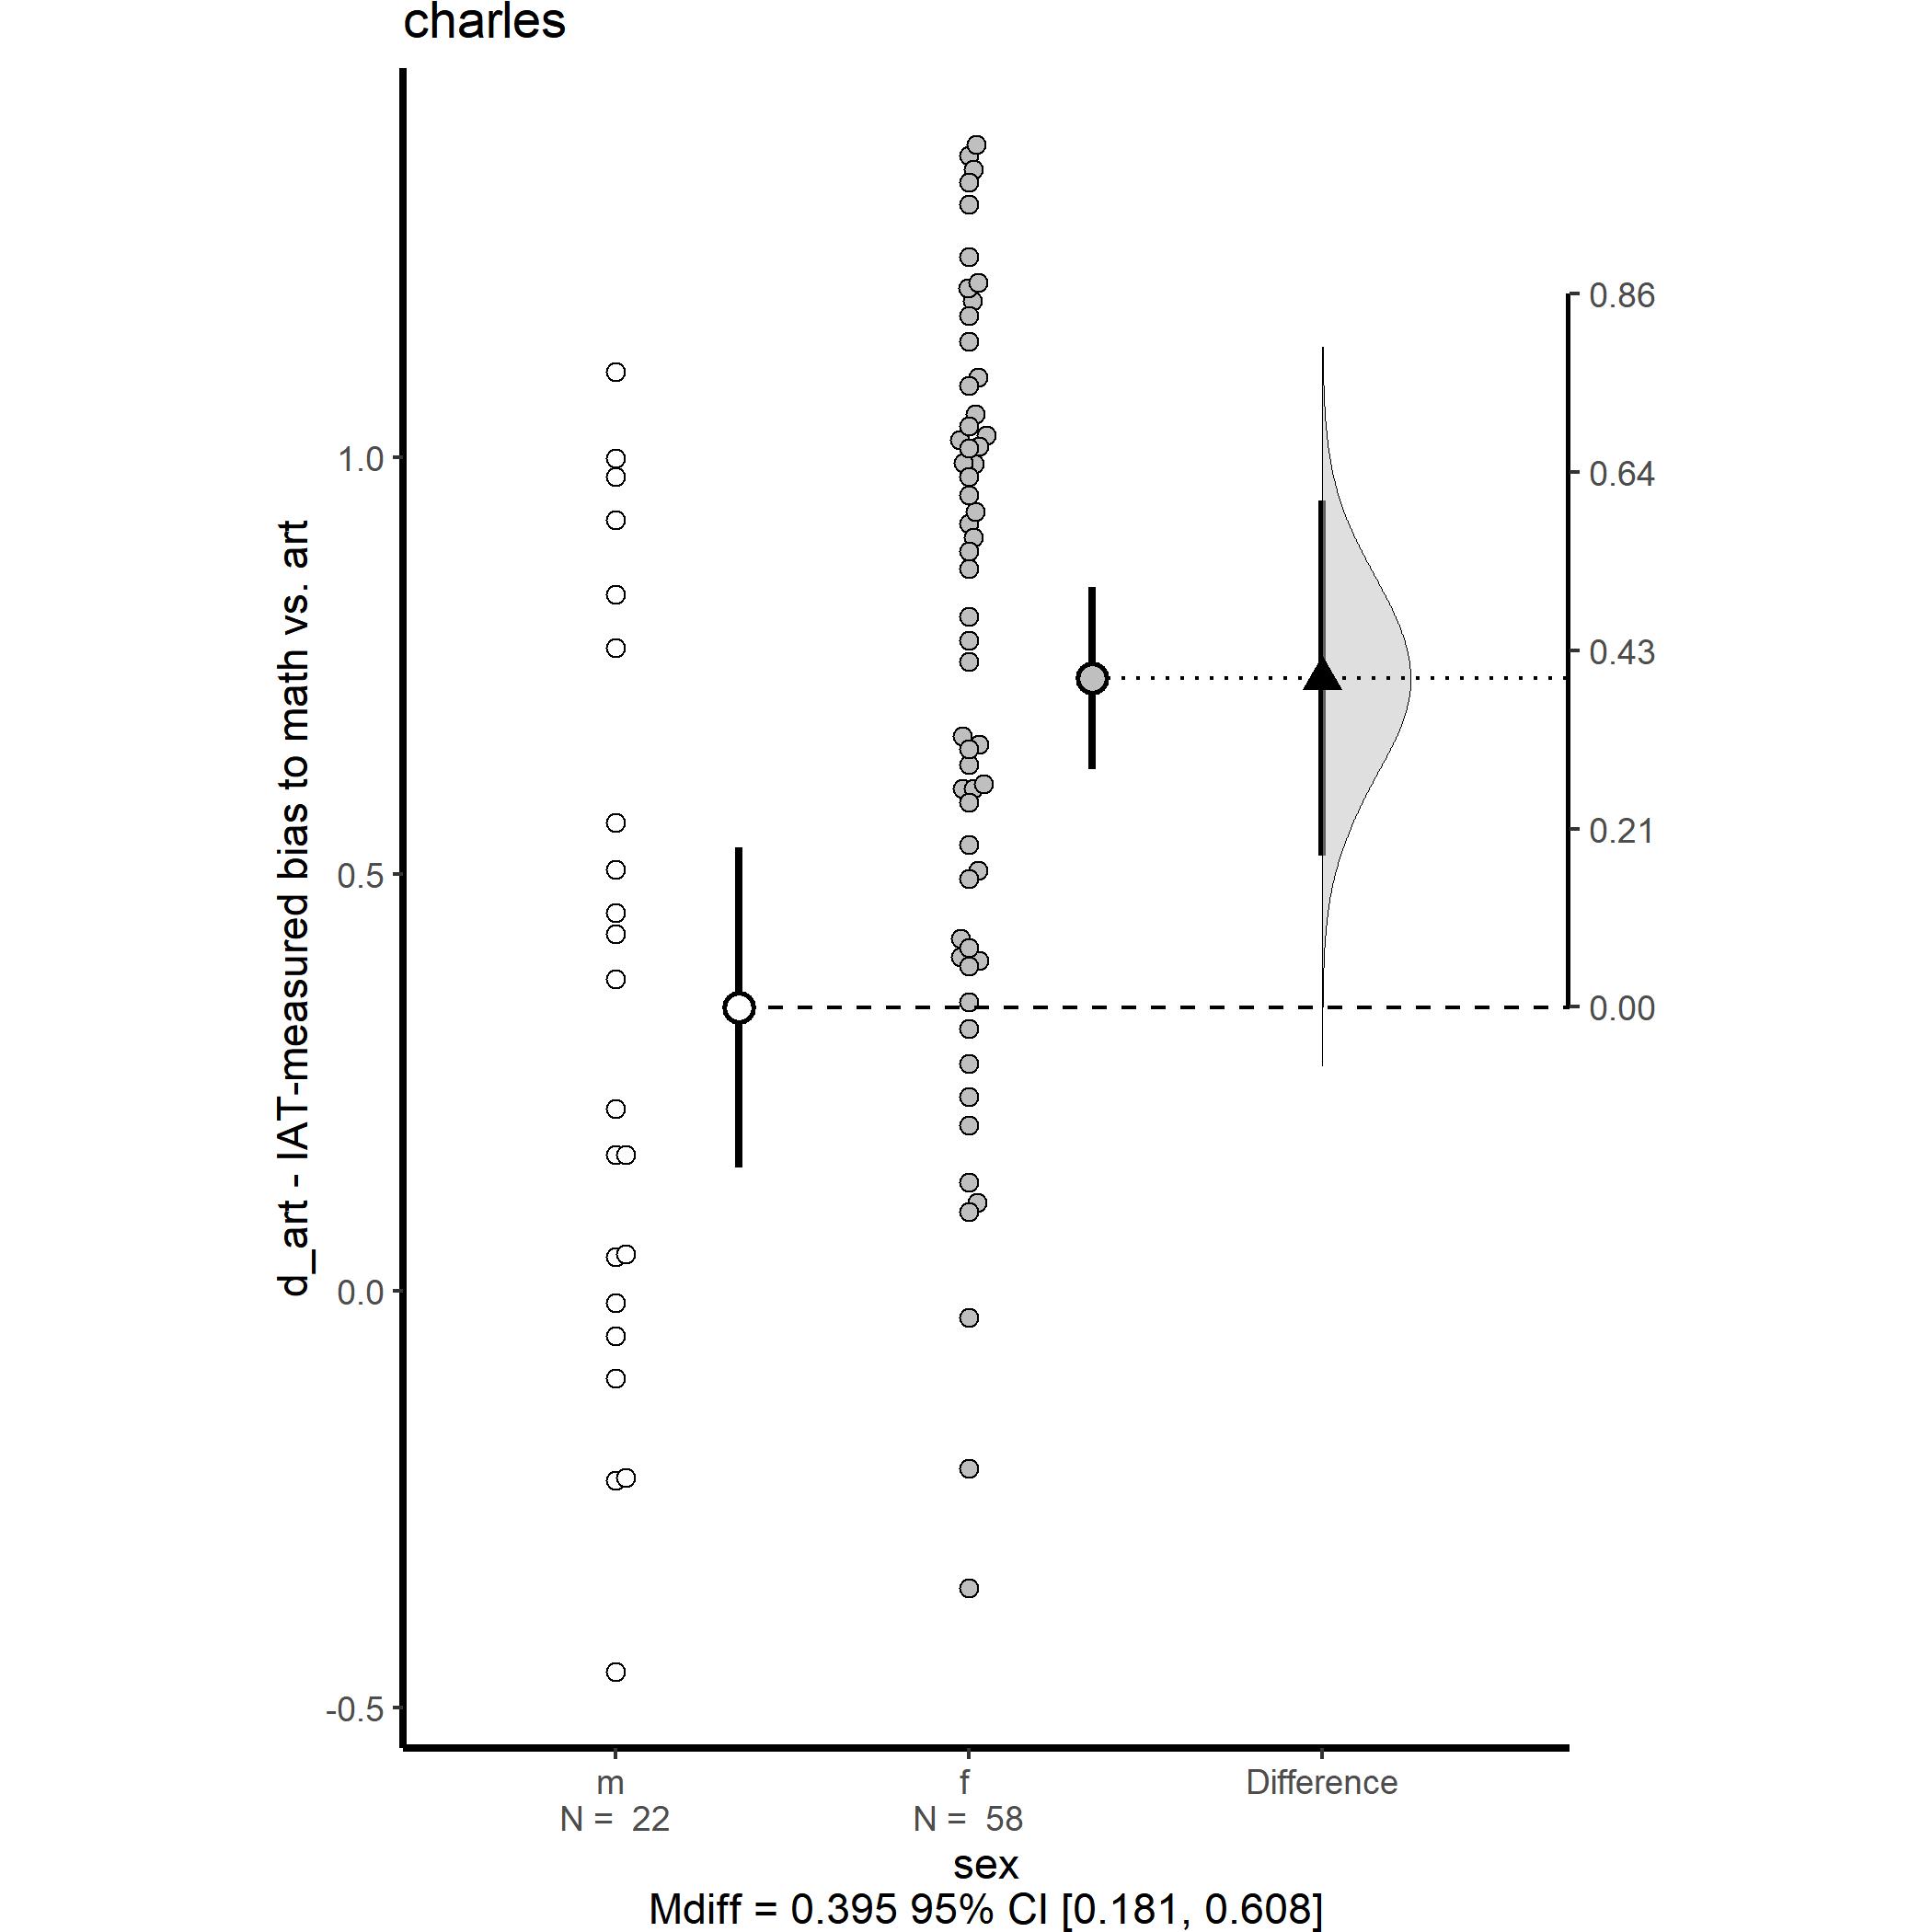 charles
d_art - IAT-measured bias to math vs. art
1.0
0.5
0.0
-0.5
0.86
0.64
0.43
0.21
0.00
m
N =  22
f
N =  58
Difference
sex
Mdiff = 0.395 95% CI [0.181, 0.608]